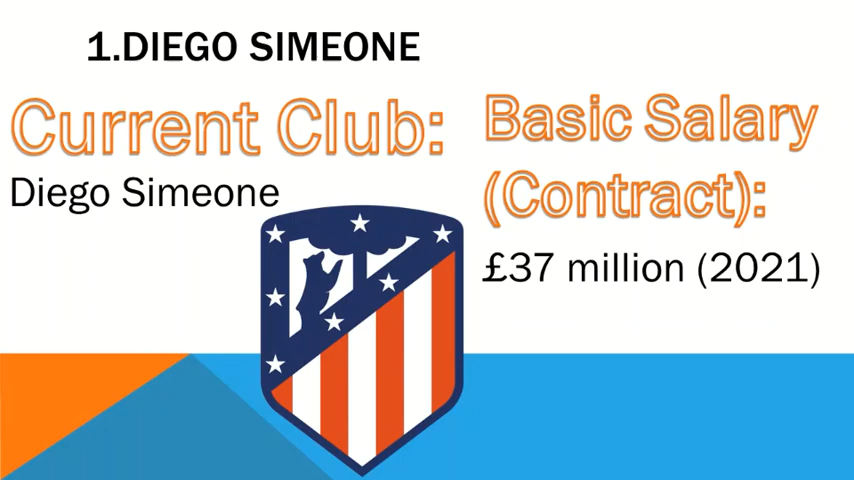 1.DIEGO SIMEONE
Current Club:
Diego Simeone
Basic Salary
(Contract):
£37 million (2021)